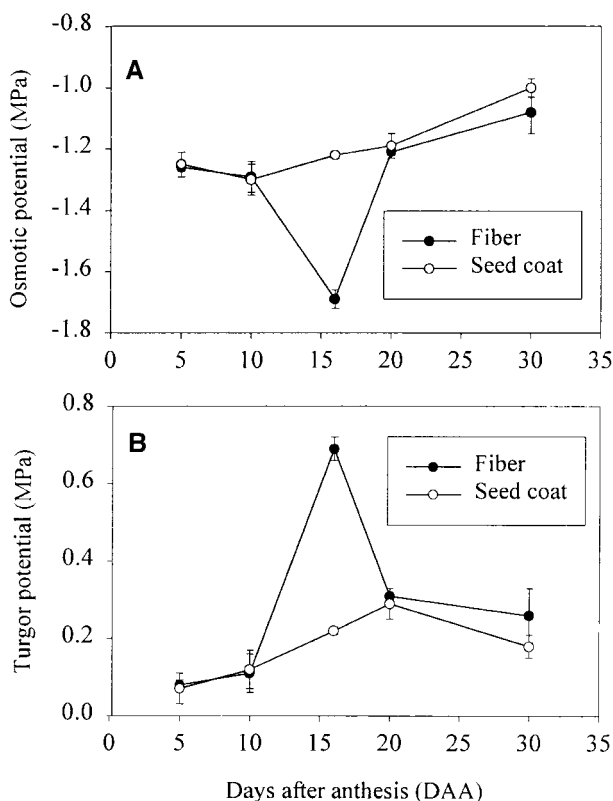 A
Osmotic potential (MPa)
-0.8
-1.0
-1.2
-1.4
-1.6
-1.8
Fiber
Seed coat
0 5 10 15 20 25 30 35
B
Turgor potential (MPa)
0.8
0.6
0.4
0.2
0.0
Fiber
Seed coat
0 5 10 15 20 25 30 35
Days after anthesis (DAA)